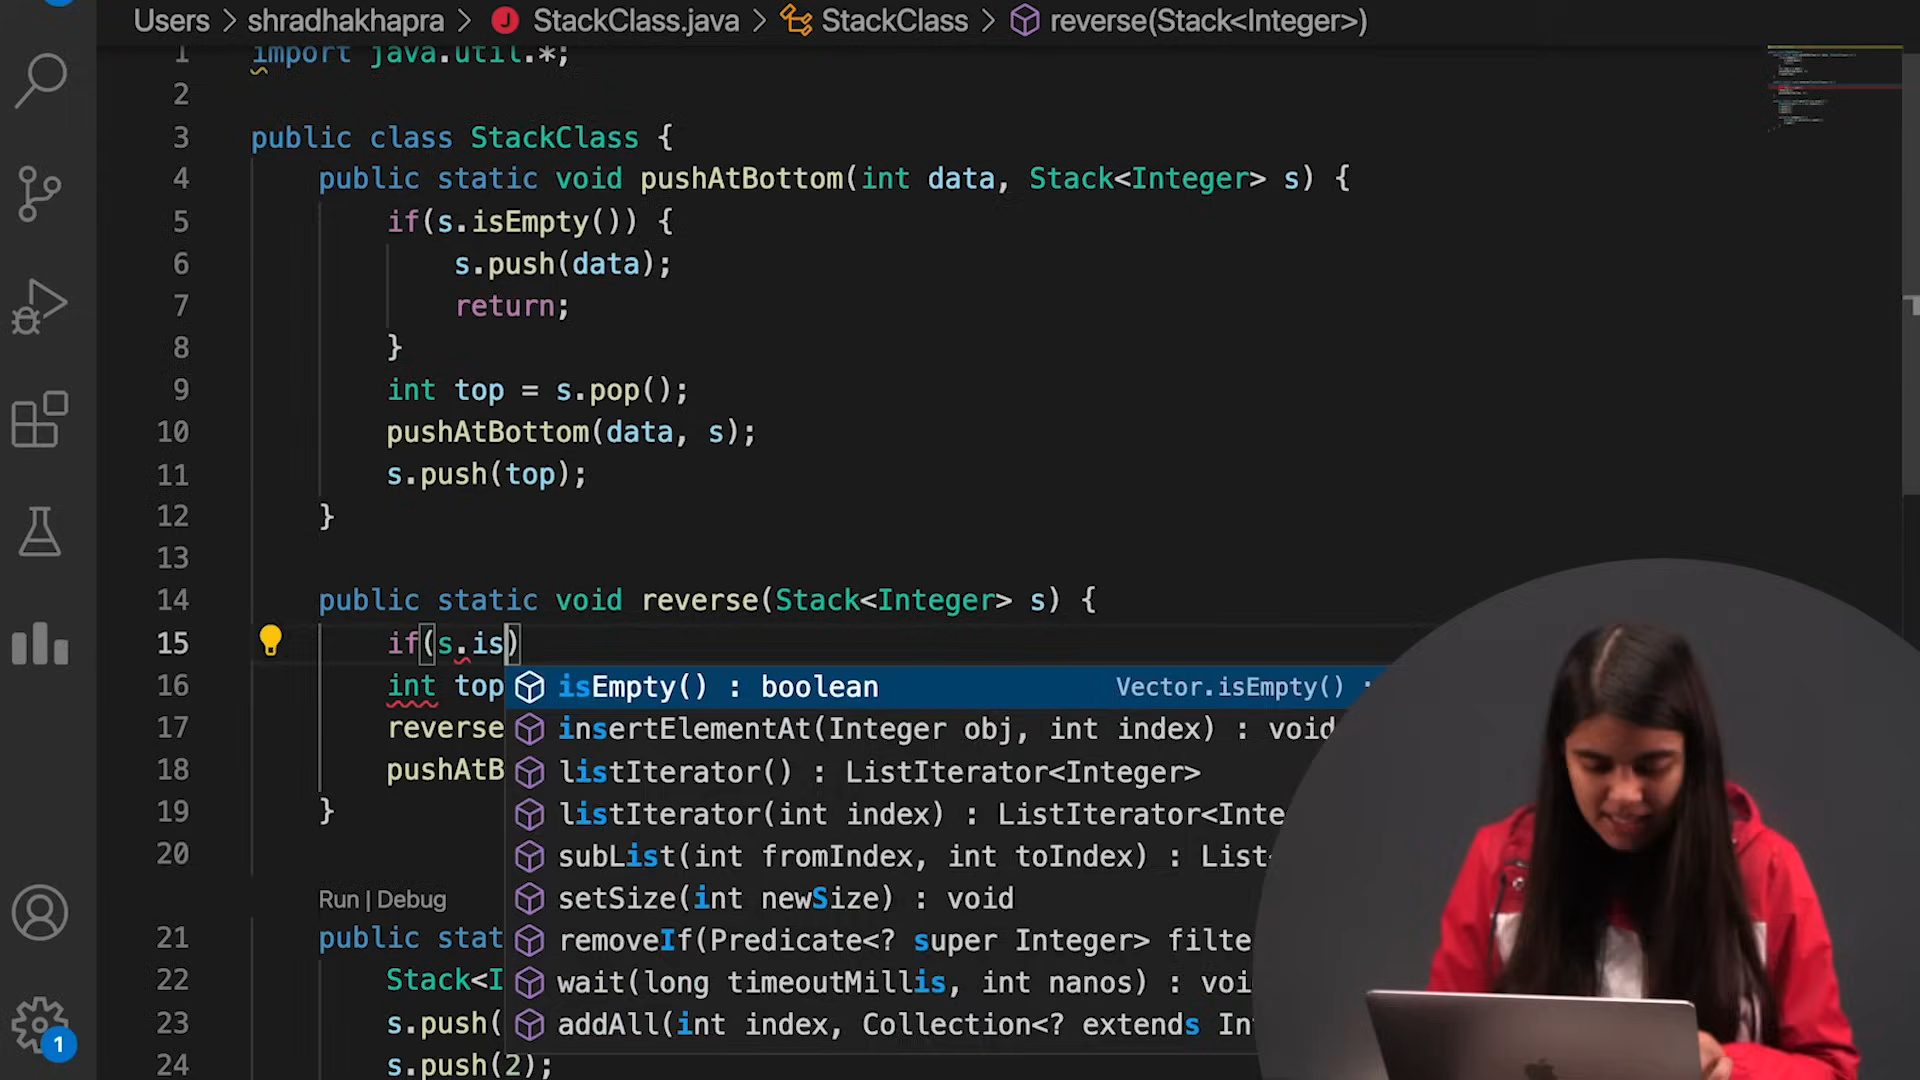 Users > shradhakhapra > J StackClass.java > StackClass > reverse(Stack<Integer>)
1 import java.util.*;
2
3 public class StackClass {
4 public static void pushAtBottom(int data, Stack<Integer> s) {
5 if(s.isEmpty()) {
6 s.push(data);
7 return;
8 }
9 int top = s.pop();
10 pushAtBottom(data, s);
11 s.push(top);
12 }
13
14 public static void reverse(Stack<Integer> s) {
15 if(s.is)
16 int top
isEmpty() : boolean Vector.isEmpty() :
17 reverse
insertElementAt(Integer obj, int index) : void
18 pushAtB
listIterator() : ListIterator<Integer>
19 }
listIterator(int index) : ListIterator<Inte
20
subList(int fromIndex, int toIndex) : List
Run | Debug
setSize(int newSize) : void
21 public stat
removeIf(Predicate<? super Integer> filte
22 Stack<I
wait(long timeoutMillis, int nanos) : voi
23 s.push(
addAll(int index, Collection<? extends In
24 s.push(2);
1